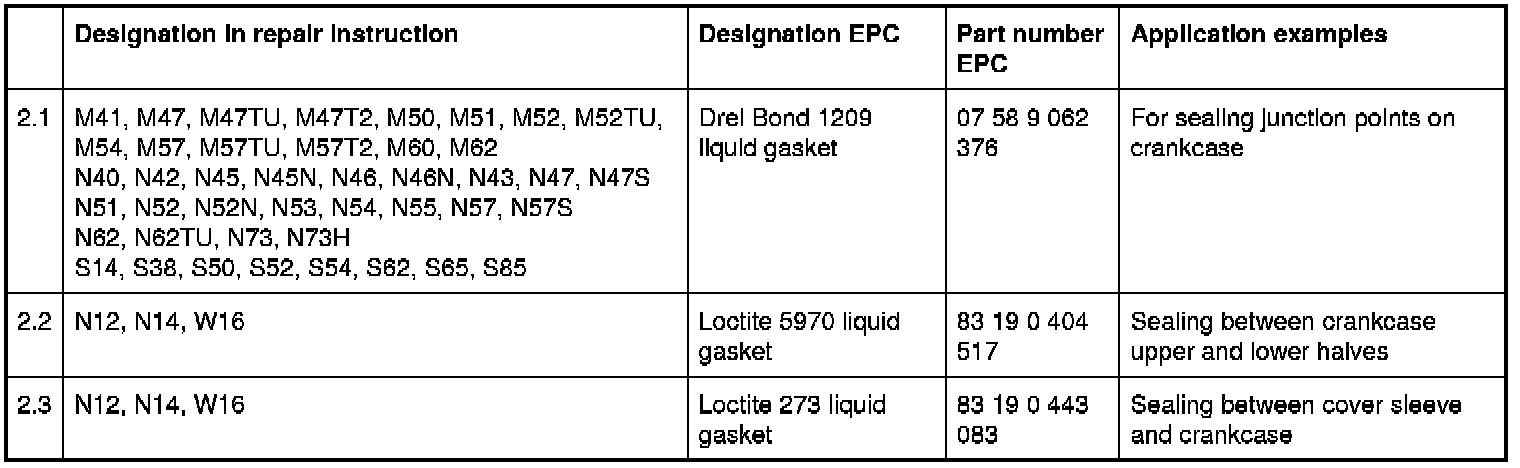 Designation in repair instruction Designation EPC Part number EPC Application examples
2.1 M41, M47, M47TU, M47T2, M50, M51, M52, M52TU,
M54, M57, M57TU, M57T2, M60, M62
N40, N42, N45, N45N, N46, N46N, N43, N47, N47S
N51, N52, N52N, N53, N54, N55, N57, N57S
N62, N62TU, N73, N73H
S14, S38, S50, S52, S54, S62, S65, S85
Drei Bond 1209
liquid gasket
07 58 9 062
376
For sealing junction points on
crankcase
2.2 N12, N14, W16
Loctite 5970 liquid
gasket
83 19 0 404
517
Sealing between crankcase
upper and lower halves
2.3 N12, N14, W16
Loctite 273 liquid
gasket
83 19 0 443
083
Sealing between cover sleeve
and crankcase